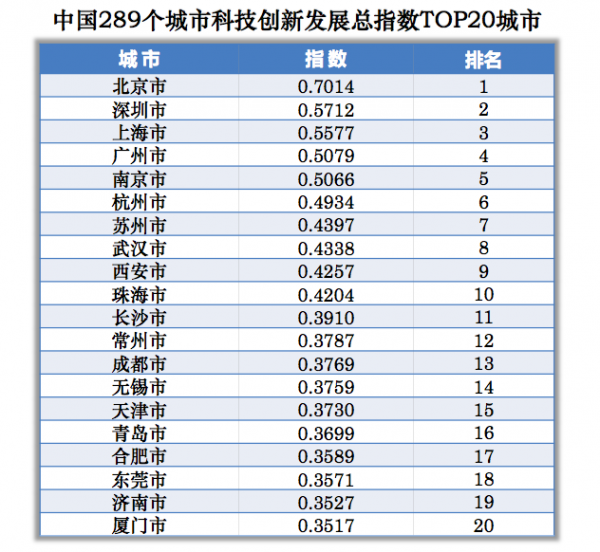 中国289个城市科技创新发展总指数TOP20城市
城市 指数 排名
北京市 0.7014 1
深圳市 0.5712 2
上海市 0.5577 3
广州市 0.5079 4
南京市 0.5066 5
杭州市 0.4934 6
苏州市 0.4397 7
武汉市 0.4338 8
西安市 0.4257 9
珠海市 0.4204 10
长沙市 0.3910 11
常州市 0.3787 12
成都市 0.3769 13
无锡市 0.3759 14
天津市 0.3730 15
青岛市 0.3699 16
合肥市 0.3589 17
东莞市 0.3571 18
济南市 0.3527 19
厦门市 0.3517 20